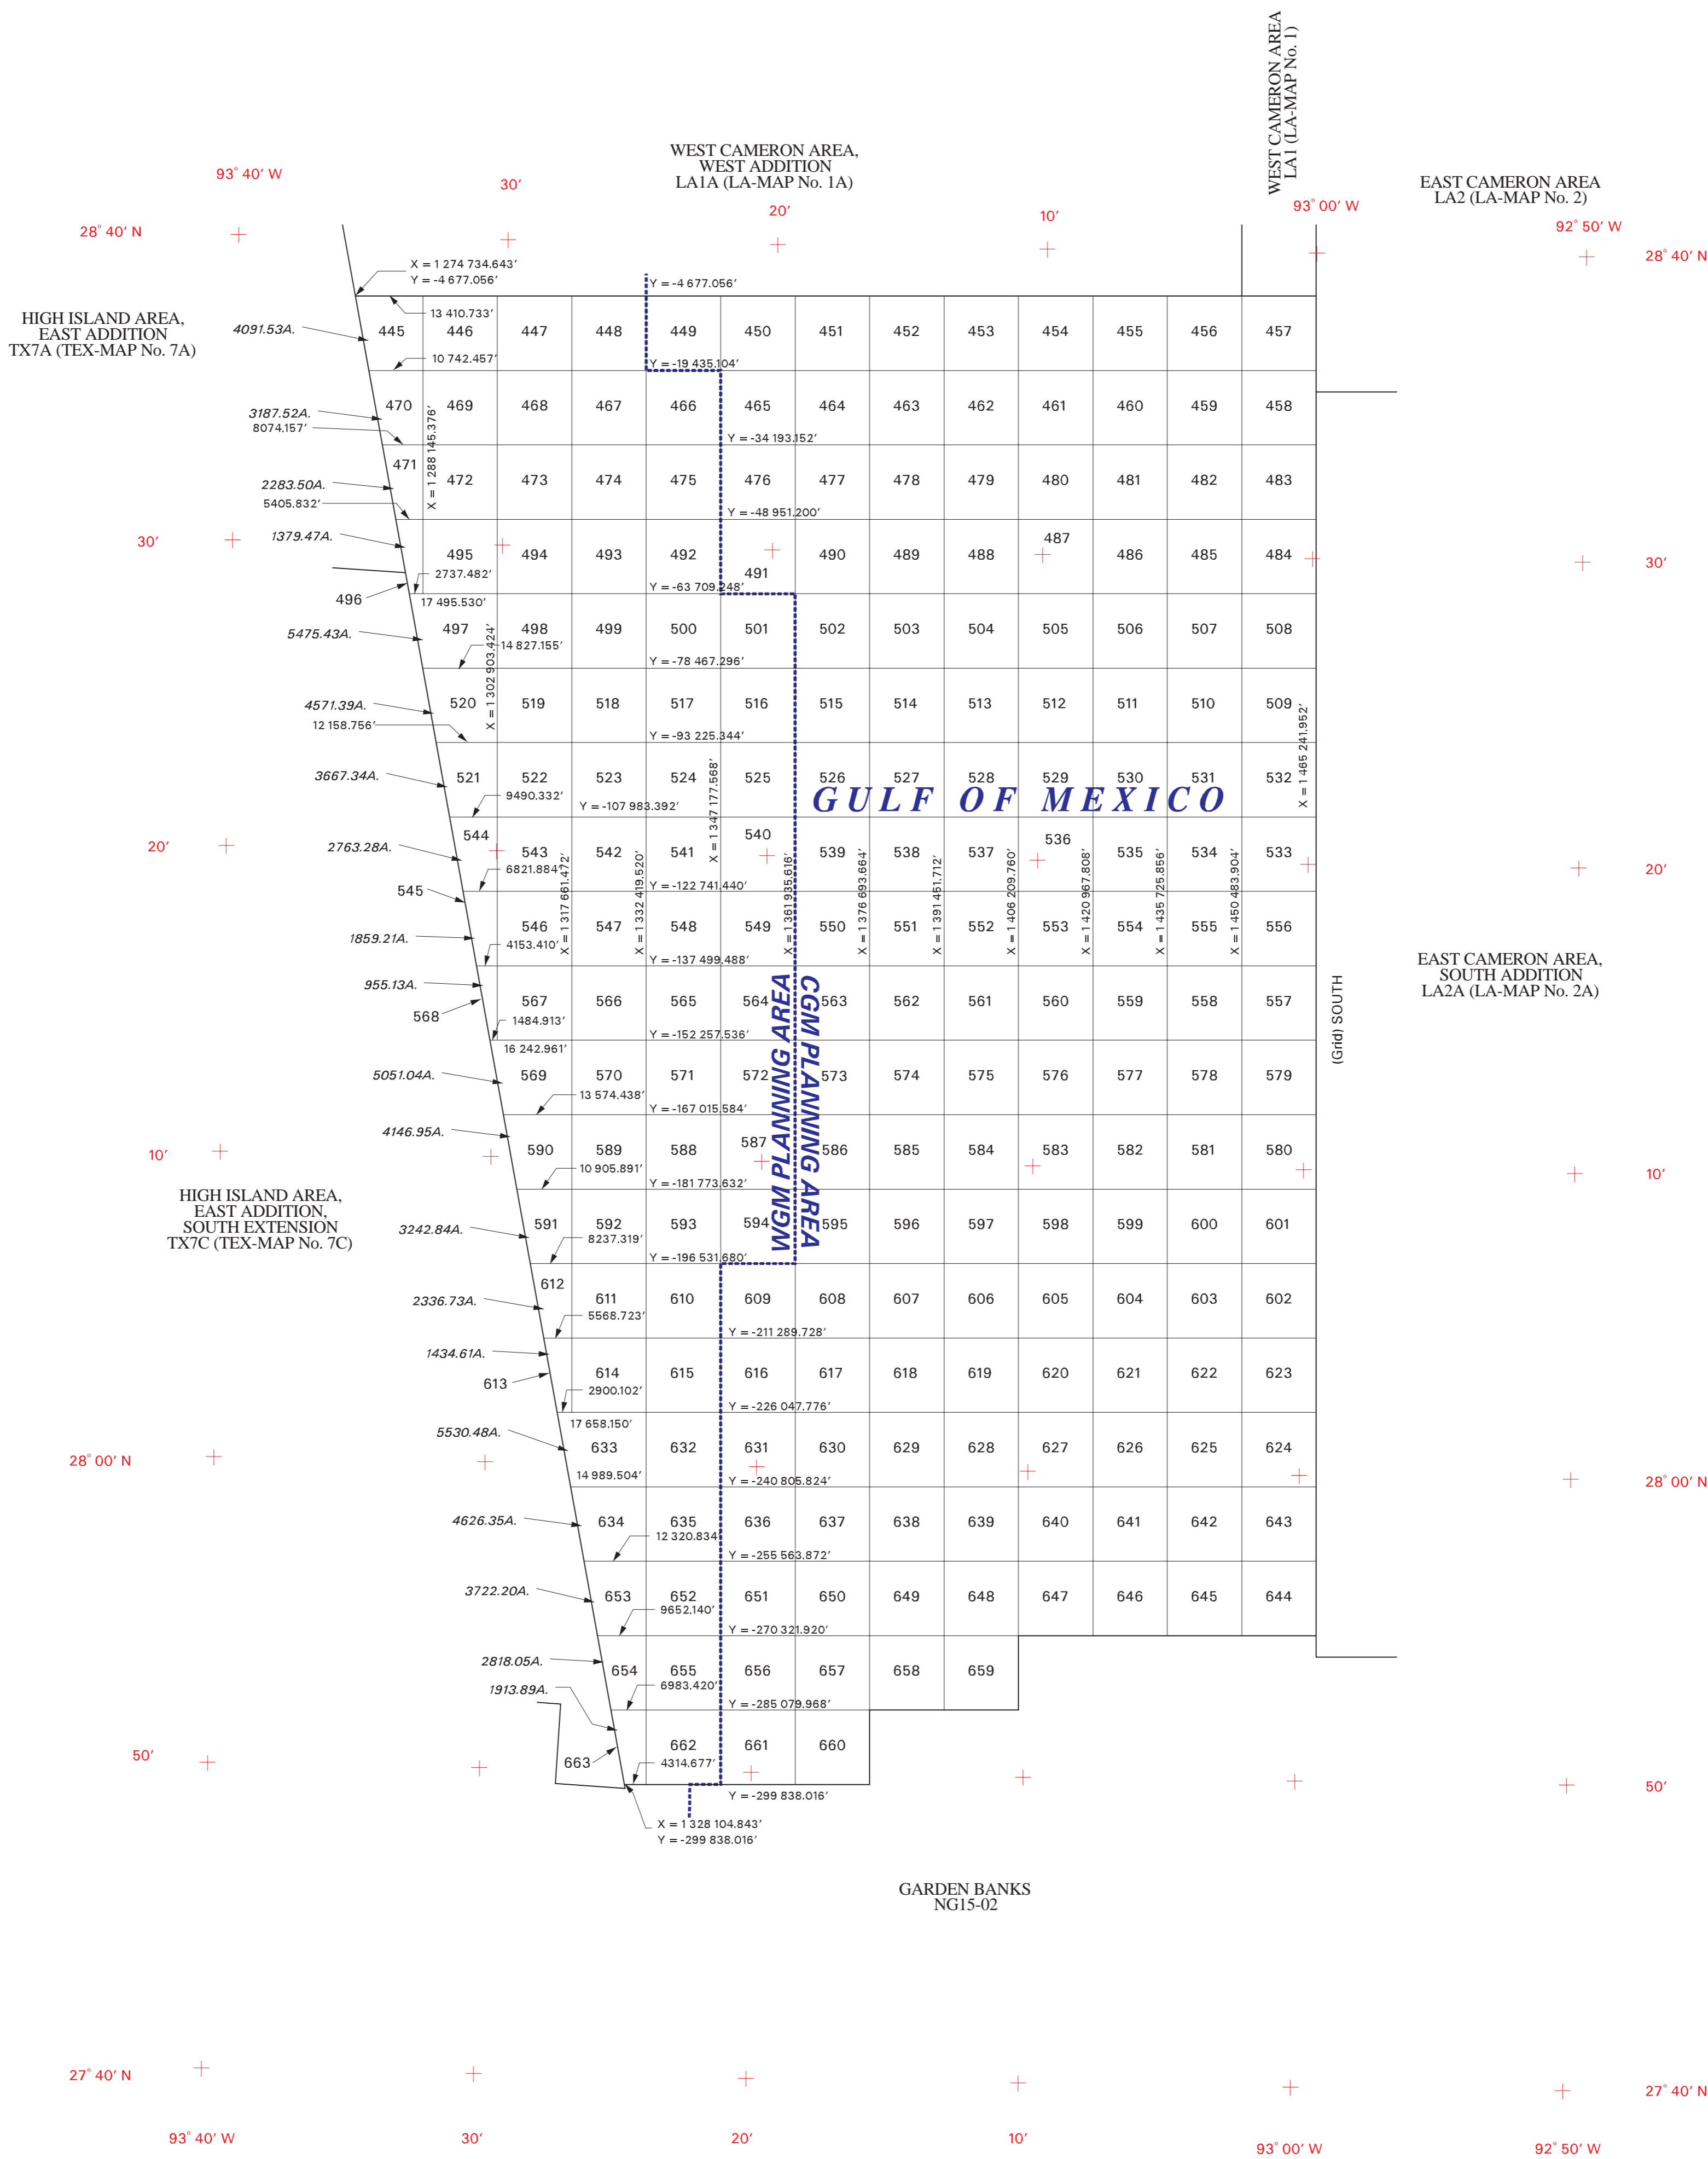 WEST CAMERON AREA
LA1 (LA-MAP No. 1)
WEST CAMERON AREA,
WEST ADDITION
LA1A (LA-MAP No. 1A)
EAST CAMERON AREA
LA2 (LA-MAP No. 2)
93° 40′ W
30′
20′
10′
93° 00′ W
92° 50′ W
28° 40′ N
28° 40′ N
X = 1 274 734.643′
Y = -4 677.056′
Y = -4 677.056′
HIGH ISLAND AREA,
EAST ADDITION
TX7A (TEX-MAP No. 7A)
13 410.733′
4091.53A.
445 446 447 448 449 450 451 452 453 454 455 456 457
10 742.457′
Y = -19 435.104′
3187.52A.
470 469 468 467 466 465 464 463 462 461 460 459 458
8074.157′
X = 1 288 145.376′
Y = -34 193.152′
471 472 473 474 475 476 477 478 479 480 481 482 483
2283.50A.
5405.832′
Y = -48 951.200′
30′
1379.47A.
495 494 493 492 491 490 489 488 487 486 485 484
30′
2737.482′
Y = -63 709.248′
496
17 495.530′
5475.43A.
497 498 499 500 501 502 503 504 505 506 507 508
14 827.155′
X = 1 302 903.424′
Y = -78 467.296′
4571.39A.
520 519 518 517 516 515 514 513 512 511 510 509
12 158.756′
Y = -93 225.344′
X = 1 465 241.952′
3667.34A.
521 522 523 524 525 526 527 528 529 530 531 532
GULF OF MEXICO
9490.332′
Y = -107 983.392′
X = 1 347 177.568′
20′
2763.28A.
544 543 542 541 540 539 538 537 536 535 534 533
20′
6821.884′
Y = -122 741.440′
X = 1 317 661.472′
X = 1 332 419.520′
X = 1 361 935.616′
X = 1 376 693.664′
X = 1 391 451.712′
X = 1 406 209.760′
X = 1 420 967.808′
X = 1 435 725.856′
X = 1 450 483.904′
545
1859.21A.
546 547 548 549 550 551 552 553 554 555 556
4153.410′
Y = -137 499.488′
955.13A.
568 567 566 565 564 563 562 561 560 559 558 557
WGM PLANNING AREA
CGM PLANNING AREA
(Grid) SOUTH
EAST CAMERON AREA,
SOUTH ADDITION
LA2A (LA-MAP No. 2A)
1484.913′
Y = -152 257.536′
16 242.961′
5051.04A.
569 570 571 572 573 574 575 576 577 578 579
13 574.438′
Y = -167 015.584′
4146.95A.
10′
590 589 588 587 586 585 584 583 582 581 580
10′
10 905.891′
Y = -181 773.632′
HIGH ISLAND AREA,
EAST ADDITION,
SOUTH EXTENSION
TX7C (TEX-MAP No. 7C)
3242.84A.
591 592 593 594 595 596 597 598 599 600 601
8237.319′
Y = -196 531.680′
2336.73A.
612 611 610 609 608 607 606 605 604 603 602
5568.723′
Y = -211 289.728′
1434.61A.
613 614 615 616 617 618 619 620 621 622 623
2900.102′
Y = -226 047.776′
17 658.150′
5530.48A.
28° 00′ N
633 632 631 630 629 628 627 626 625 624
28° 00′ N
14 989.504′
Y = -240 805.824′
4626.35A.
634 635 636 637 638 639 640 641 642 643
12 320.834′
Y = -255 563.872′
3722.20A.
653 652 651 650 649 648 647 646 645 644
9652.140′
Y = -270 321.920′
2818.05A.
654 655 656 657 658 659
6983.420′
1913.89A.
Y = -285 079.968′
50′
663 662 661 660
50′
4314.677′
Y = -299 838.016′
X = 1 328 104.843′
Y = -299 838.016′
GARDEN BANKS
NG15-02
27° 40′ N
27° 40′ N
93° 40′ W
30′
20′
10′
93° 00′ W
92° 50′ W